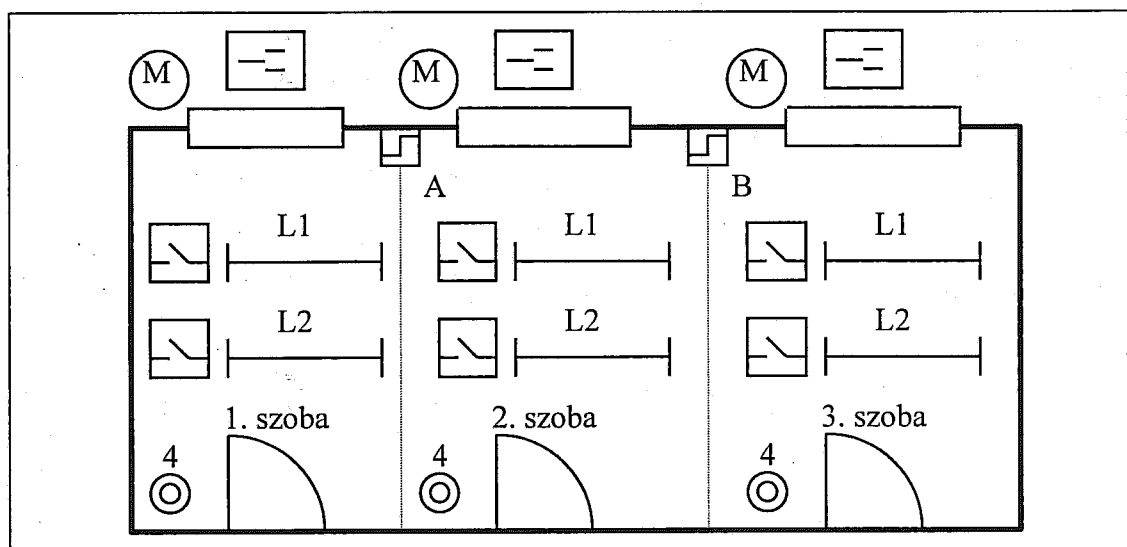 M M M
A B
L1 L1 L1
L2 L2 L2
1. szoba 2. szoba 3. szoba
4 4 4